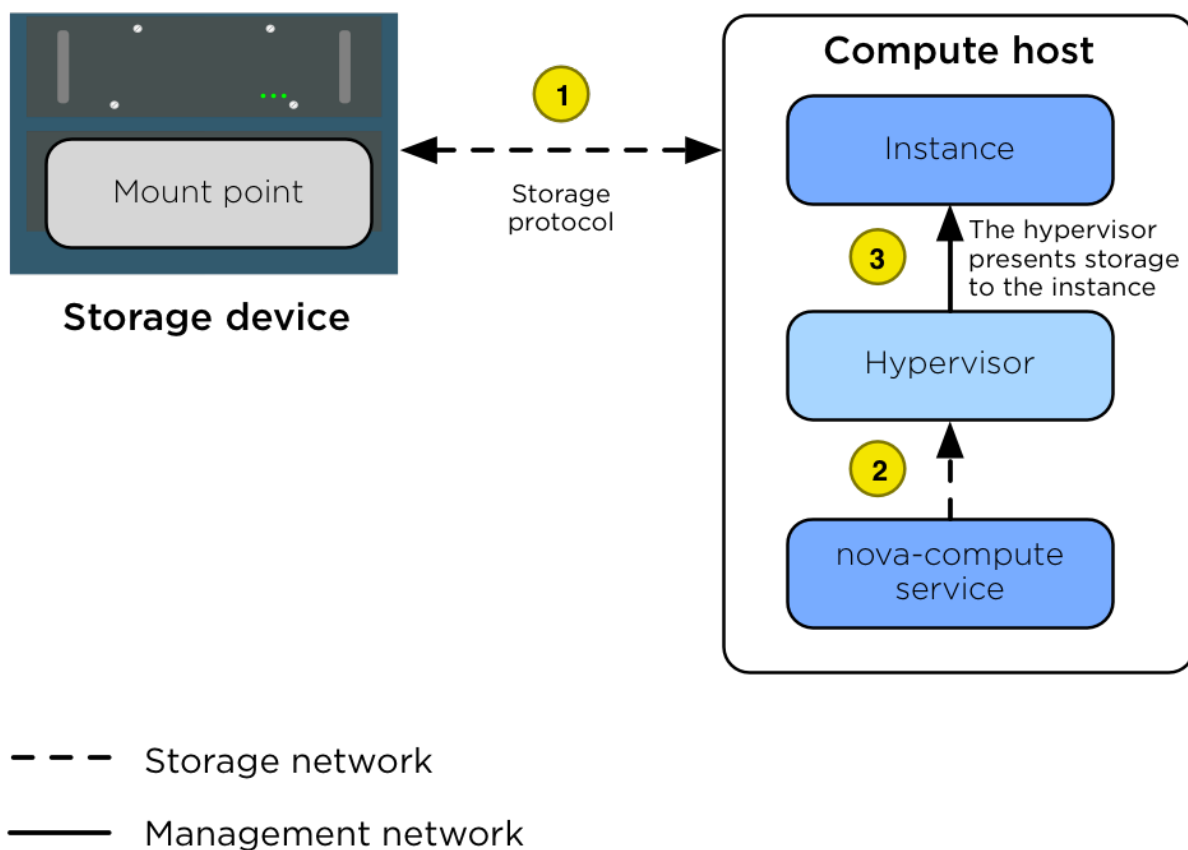 Compute host
1
Instance
Mount point
Storage
protocol
3
The hypervisor
presents storage
to the instance
Storage device
Hypervisor
2
nova-compute
service
Storage network
Management network